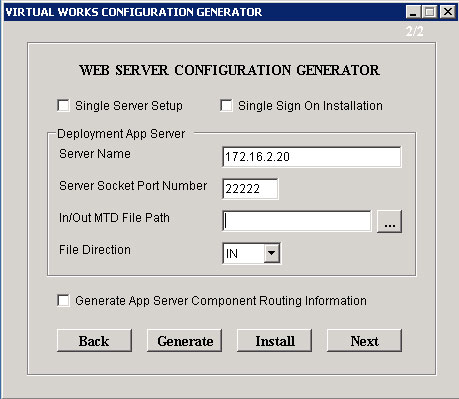 VIRTUAL WORKS CONFIGURATION GENERATOR
2/2
WEB SERVER CONFIGURATION GENERATOR
Single Server Setup
Single Sign On Installation
Deployment App Server
Server Name
172.16.2.20
Server Socket Port Number
22222
In/Out MTD File Path
...
File Direction
IN
Generate App Server Component Routing Information
Back
Generate
Install
Next